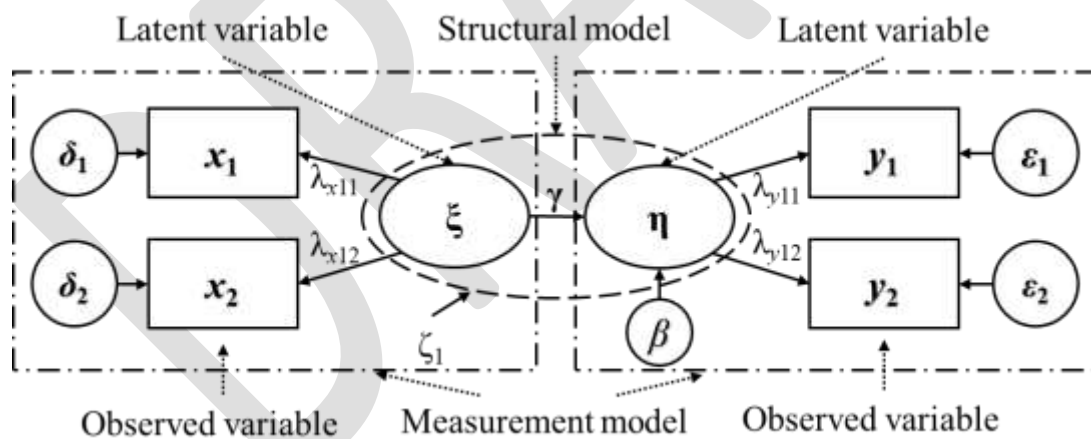 Latent variable Structural model Latent variable
δ1 x1 λx11 λy11 y1 ε1
ξ γ η
δ2 x2 λx12 λy12 y2 ε2
ζ1 β
Observed variable Measurement model Observed variable